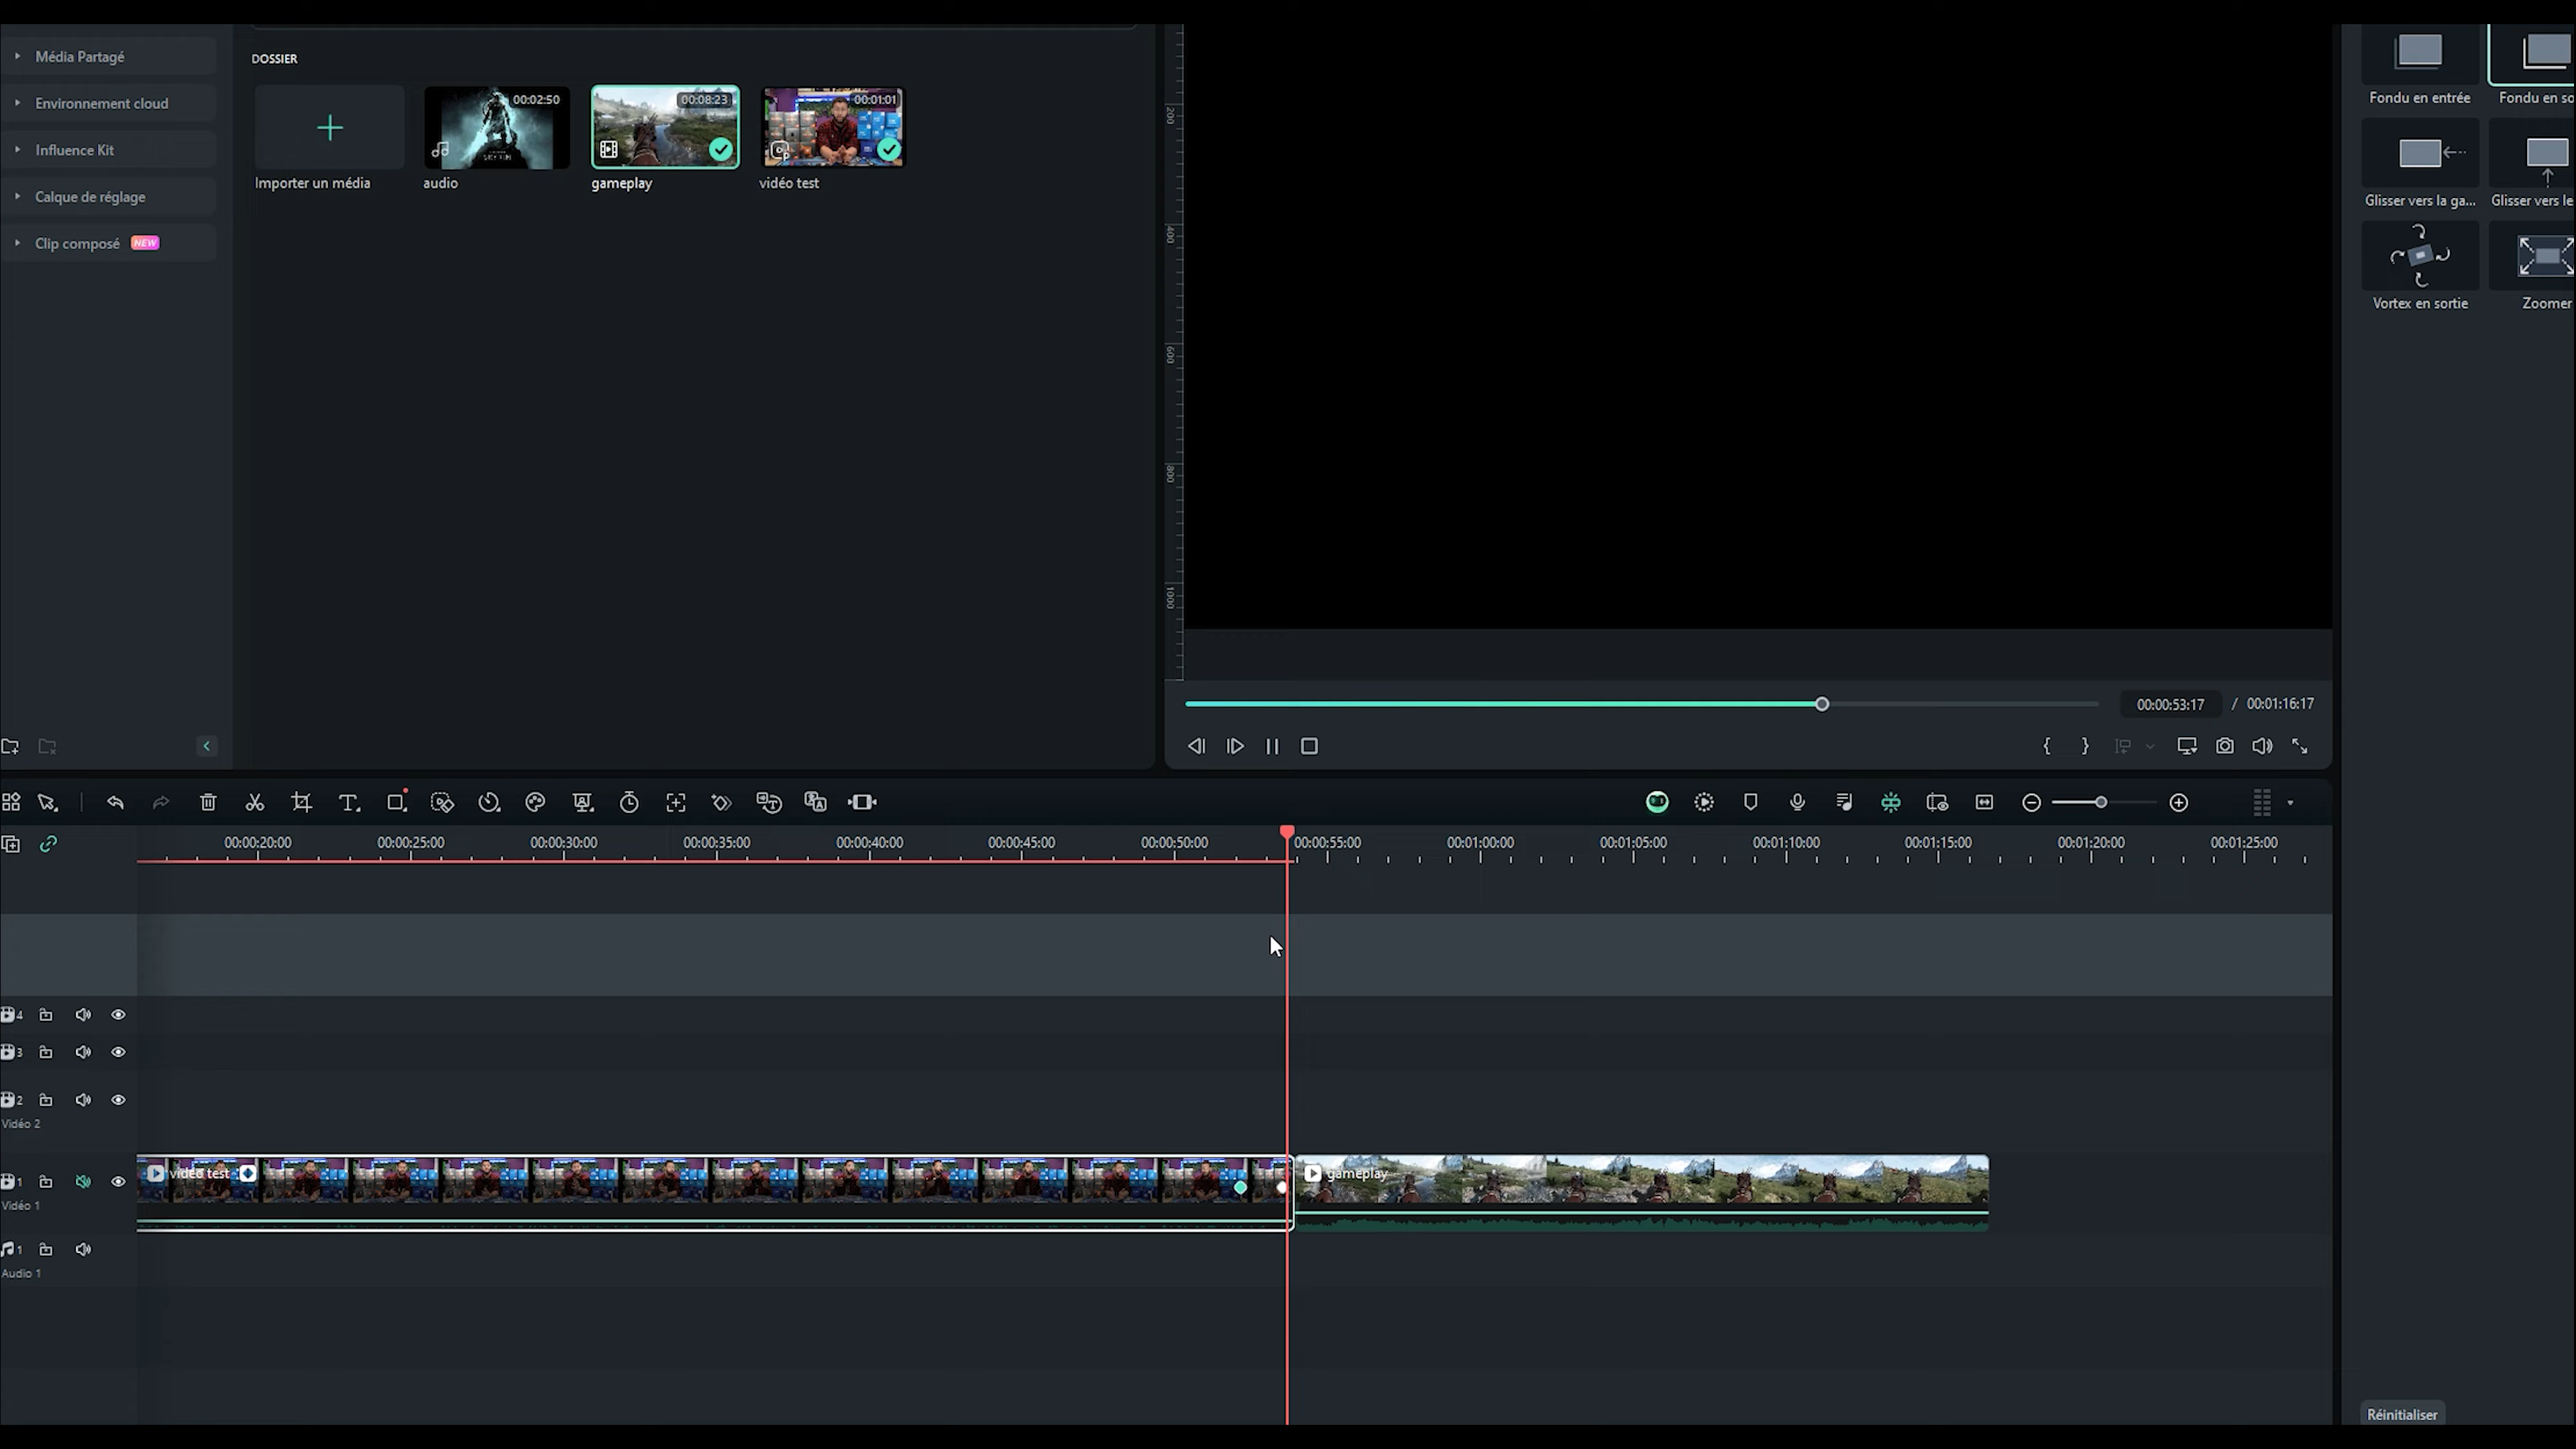 Média Partagé
Environnement cloud
Influence Kit
Calque de réglage
Clip composé NEW
DOSSIER
00:02:50
00:08:23
00:01:01
Importer un média
audio
gameplay
vidéo test
200
400
600
800
1000
00:00:53:17 / 00:01:16:17
Fondu en entrée
Fondu en so
Glisser vers la ga...
Glisser vers le
Vortex en sortie
Zoomer
00:00:20:00
00:00:25:00
00:00:30:00
00:00:35:00
00:00:40:00
00:00:45:00
00:00:50:00
00:00:55:00
00:01:00:00
00:01:05:00
00:01:10:00
00:01:15:00
00:01:20:00
00:01:25:00
4
3
2
Vidéo 2
vidéo test
gameplay
1
Vidéo 1
1
Audio 1
Réinitialiser